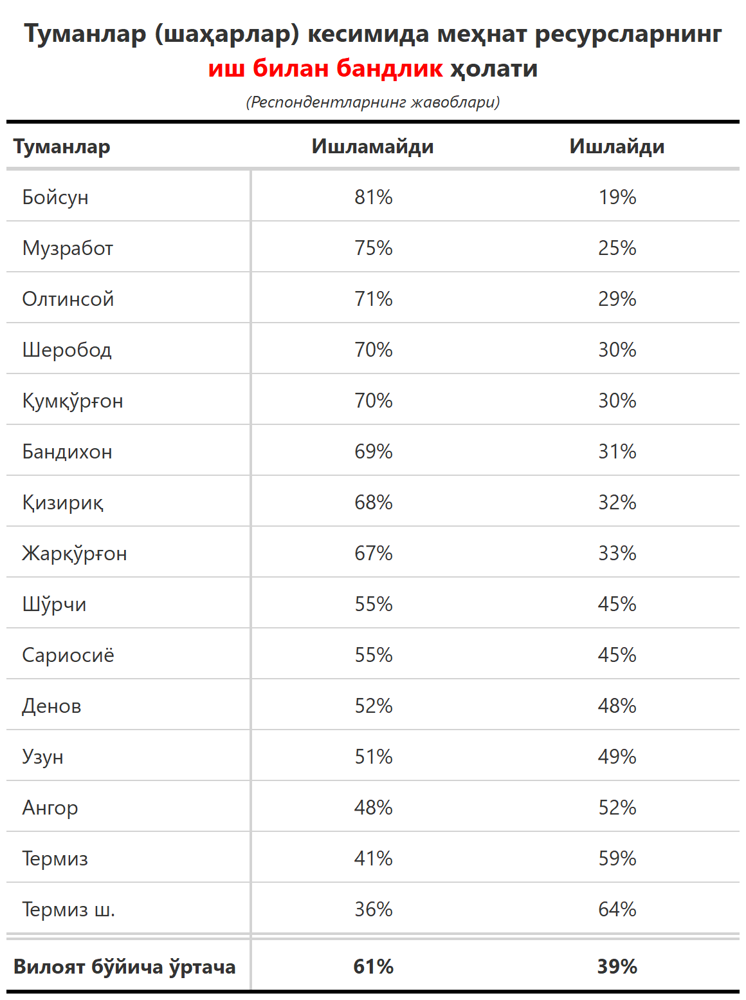 Туманлар (шаҳарлар) кесимида меҳнат ресурсларнинг
иш билан бандлик ҳолати
(Респондентларнинг жавоблари)
Туманлар Ишламайди Ишлайди
Бойсун 81% 19%
Музработ 75% 25%
Олтинсой 71% 29%
Шеробод 70% 30%
Қумқўрғон 70% 30%
Бандихон 69% 31%
Қизириқ 68% 32%
Жарқўрғон 67% 33%
Шўрчи 55% 45%
Сариосиё 55% 45%
Денов 52% 48%
Узун 51% 49%
Ангор 48% 52%
Термиз 41% 59%
Термиз ш. 36% 64%
Вилоят бўйича ўртача 61% 39%